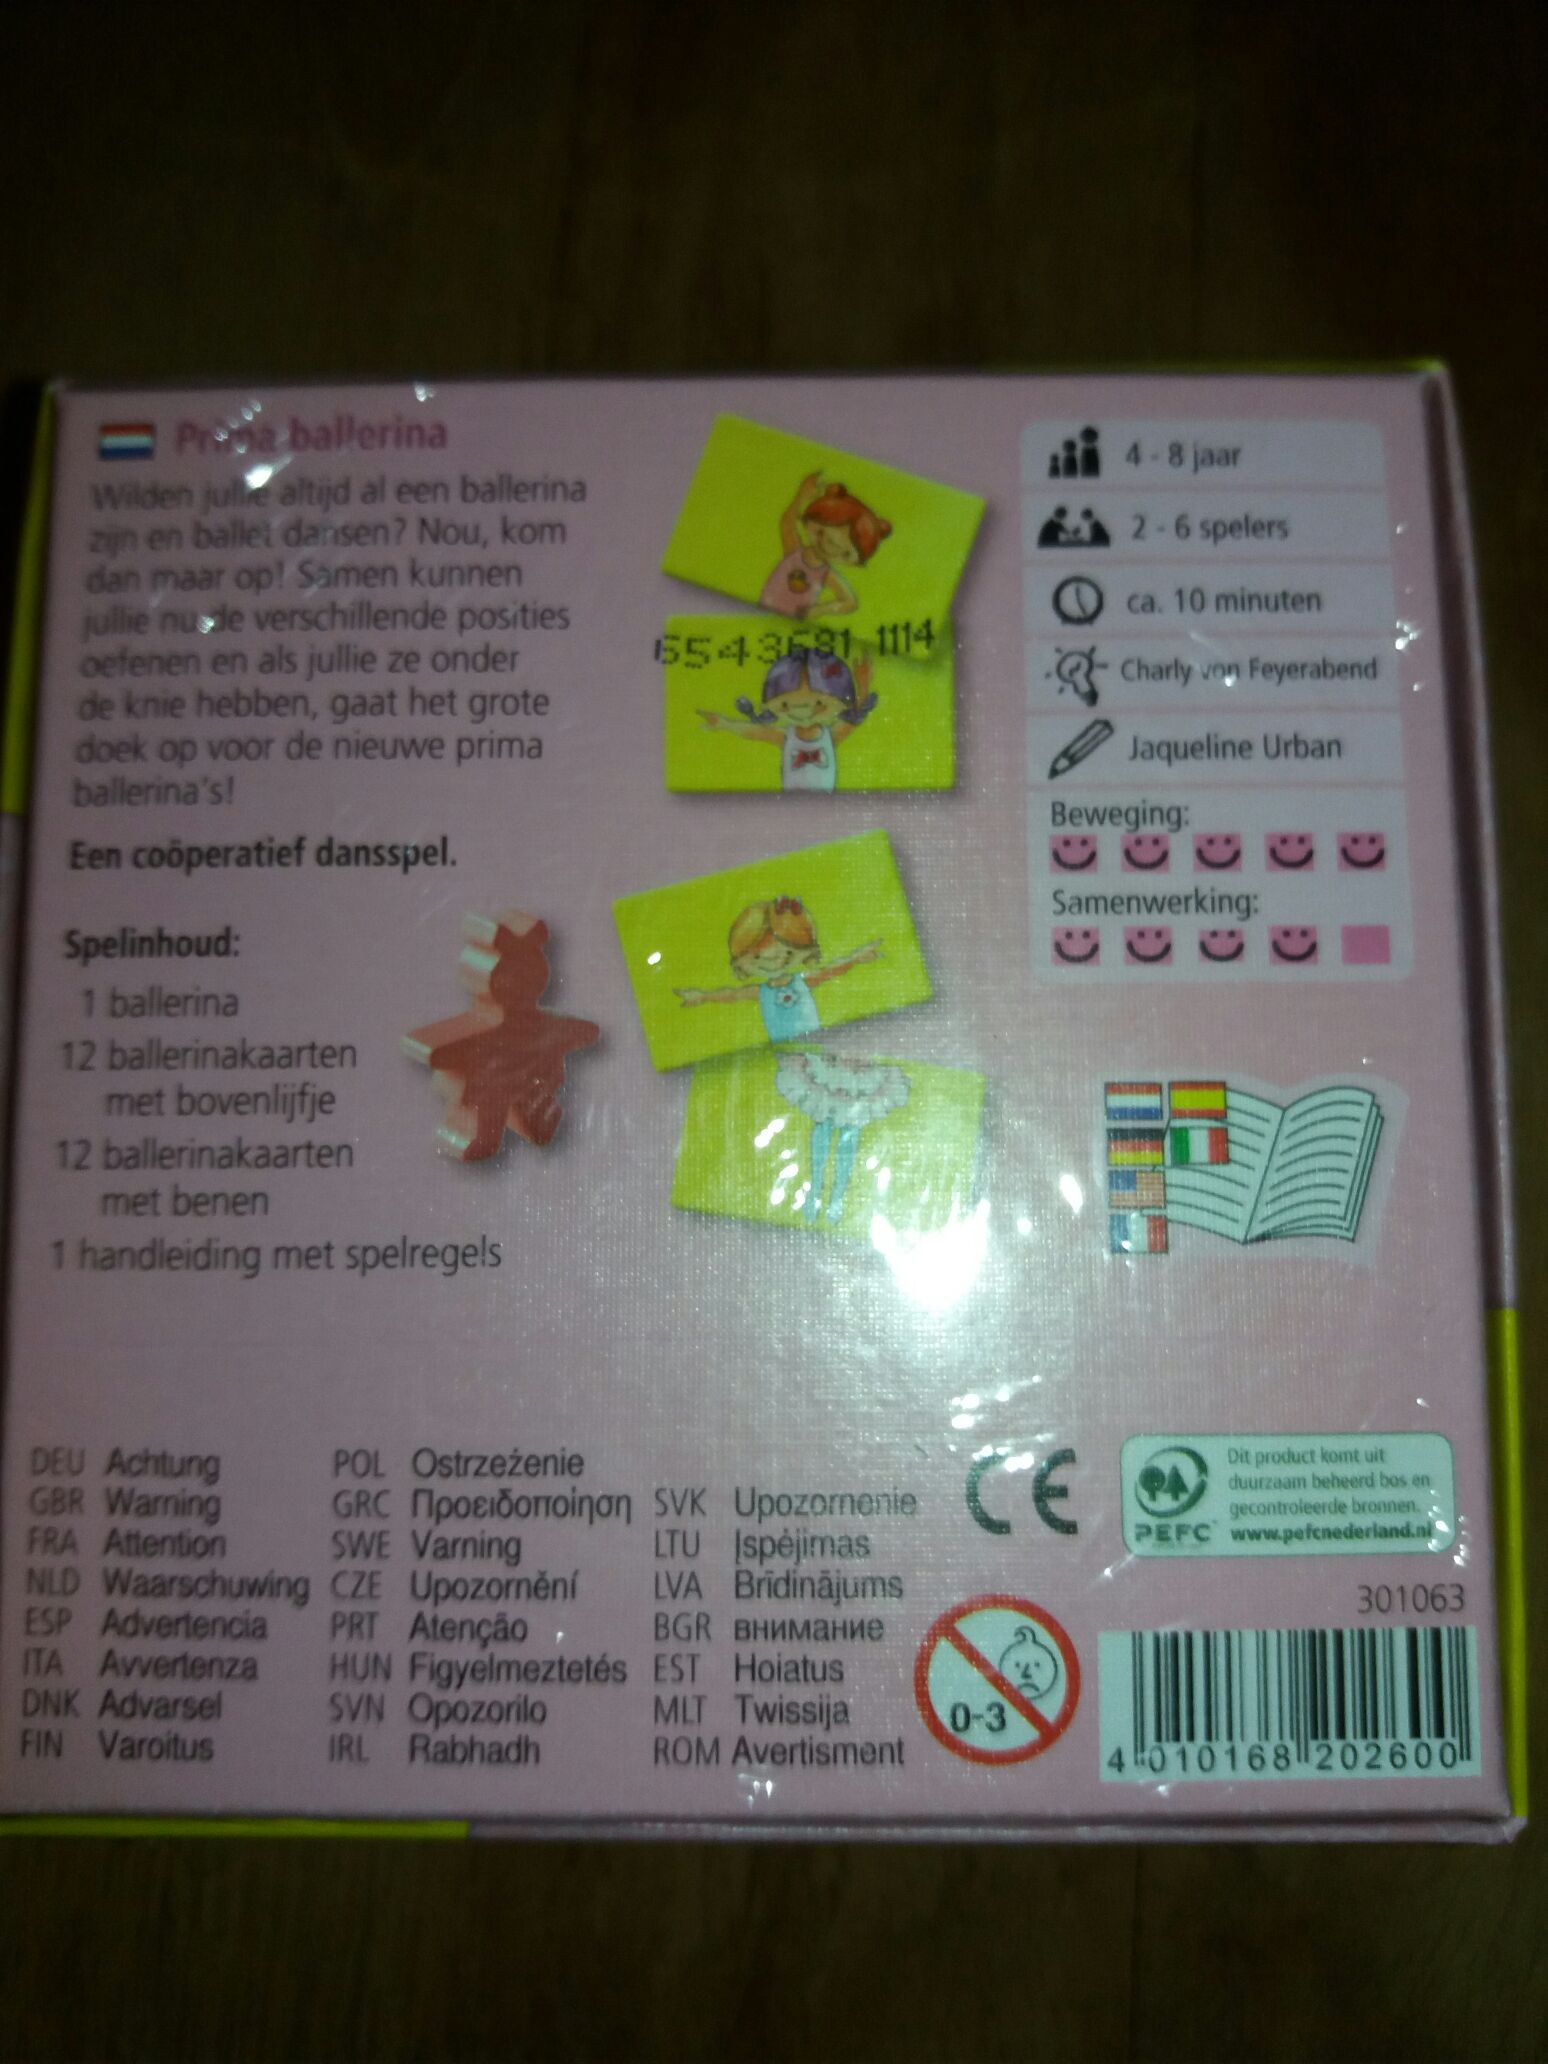 Prima ballerina
Wilden jullie altijd al een ballerina
zijn en ballet dansen? Nou, kom
dan maar op! Samen kunnen
jullie nu de verschillende posities
oefenen en als jullie ze onder
de knie hebben, gaat het grote
doek op voor de nieuwe prima
ballerina's!
Een coöperatief dansspel.
Spelinhoud:
1 ballerina
12 ballerinakaarten
met bovenlijfje
12 ballerinakaarten
met benen
1 handleiding met spelregels
6543681 1114
4 - 8 jaar
2 - 6 spelers
ca. 10 minuten
Charly von Feyerabend
Jaqueline Urban
Beweging:
Samenwerking:
DEU Achtung
GBR Warning
FRA Attention
NLD Waarschuwing
ESP Advertencia
ITA Avvertenza
DNK Advarsel
FIN Varoitus
POL Ostrzeżenie
GRC Προειδοποίηση
SWE Varning
CZE Upozornění
PRT Atenção
HUN Figyelmeztetés
SVN Opozorilo
IRL Rabhadh
SVK Upozornenie
LTU Įspėjimas
LVA Brīdinājums
BGR внимание
EST Hoiatus
MLT Twissija
ROM Avertisment
CE
0-3
PEFC
Dit product komt uit
duurzaam beheerd bos en
gecontroleerde bronnen.
www.pefcnederland.nl
301063
4 010168 202600